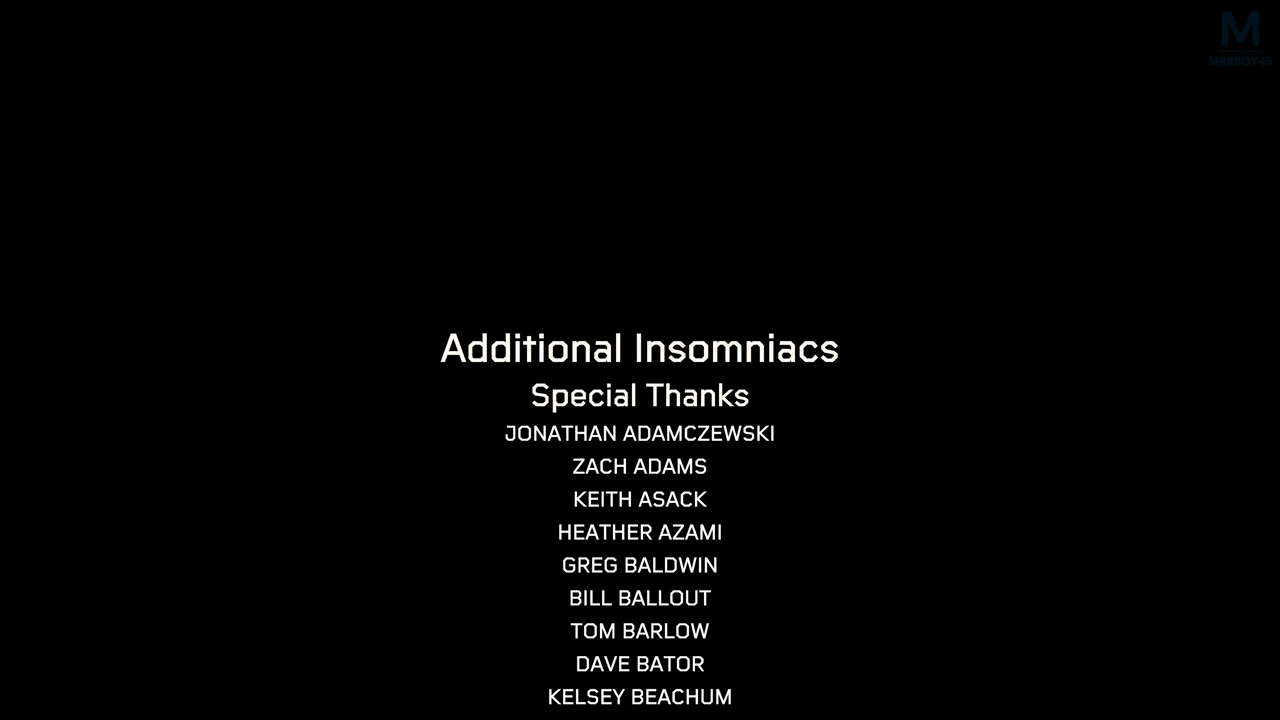 M
MRBBOY45
Additional Insomniacs
Special Thanks
JONATHAN ADAMCZEWSKI
ZACH ADAMS
KEITH ASACK
HEATHER AZAMI
GREG BALDWIN
BILL BALLOUT
TOM BARLOW
DAVE BATOR
KELSEY BEACHUM